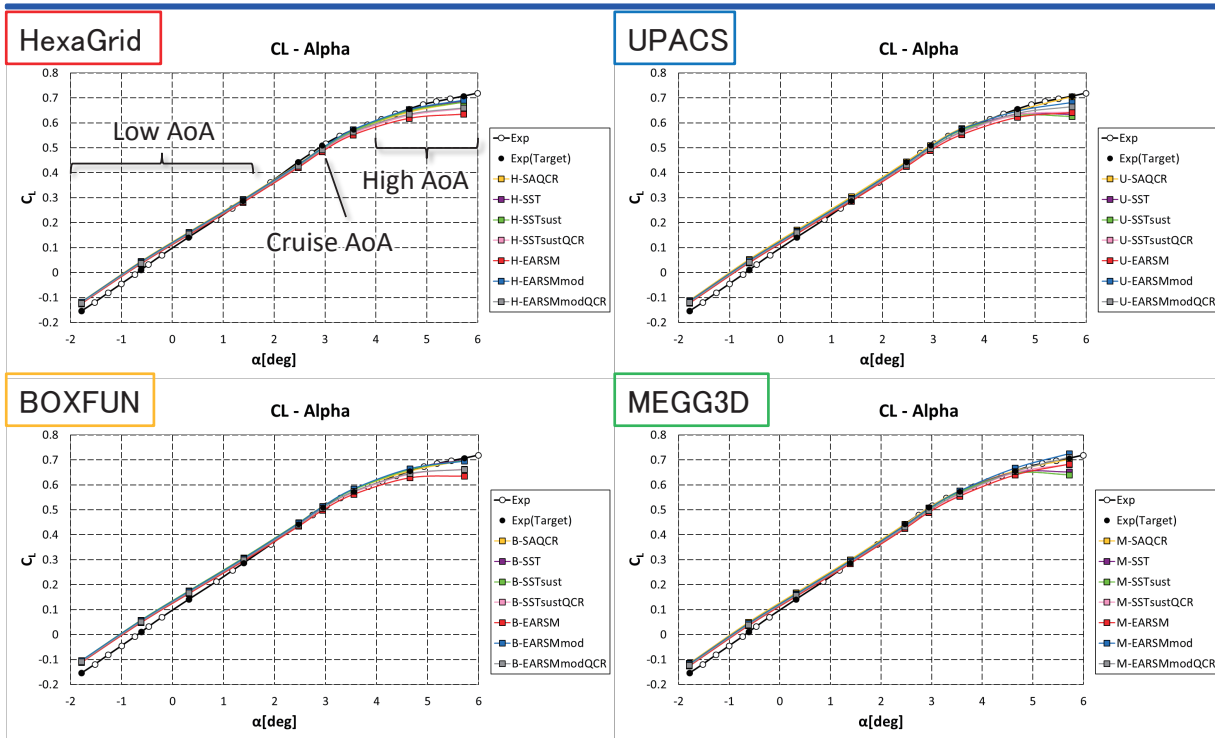 HexaGrid
CL - Alpha
0.8
0.7
0.6
0.5
0.4
0.3
0.2
0.1
0
-0.1
-0.2
CL
Low AoA
High AoA
Cruise AoA
-2 -1 0 1 2 3 4 5 6
α[deg]
Exp
Exp(Target)
H-SAQCR
H-SST
H-SSTsust
H-SSTsustQCR
H-EARSM
H-EARSMmod
H-EARSMmodQCR
UPACS
CL - Alpha
0.8
0.7
0.6
0.5
0.4
0.3
0.2
0.1
0
-0.1
-0.2
CL
-2 -1 0 1 2 3 4 5 6
α[deg]
Exp
Exp(Target)
U-SAQCR
U-SST
U-SSTsust
U-SSTsustQCR
U-EARSM
U-EARSMmod
U-EARSMmodQCR
BOXFUN
CL - Alpha
0.8
0.7
0.6
0.5
0.4
0.3
0.2
0.1
0
-0.1
-0.2
CL
-2 -1 0 1 2 3 4 5 6
α[deg]
Exp
Exp(Target)
B-SAQCR
B-SST
B-SSTsust
B-SSTsustQCR
B-EARSM
B-EARSMmod
B-EARSMmodQCR
MEGG3D
CL - Alpha
0.8
0.7
0.6
0.5
0.4
0.3
0.2
0.1
0
-0.1
-0.2
CL
-2 -1 0 1 2 3 4 5 6
α[deg]
Exp
Exp(Target)
M-SAQCR
M-SST
M-SSTsust
M-SSTsustQCR
M-EARSM
M-EARSMmod
M-EARSMmodQCR